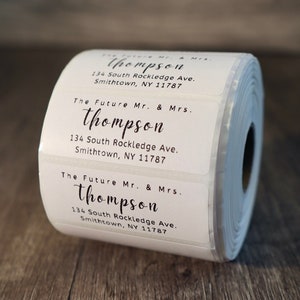 The Future Mr. & Mrs.
thompson
134 South Rockledge Ave.
Smithtown, NY 11787
The Future Mr. & Mrs.
thompson
134 South Rockledge Ave.
Smithtown, NY 11787
The Future Mr. & Mrs.
thompson
134 South Rockledge Ave.
Smithtown, NY 11787